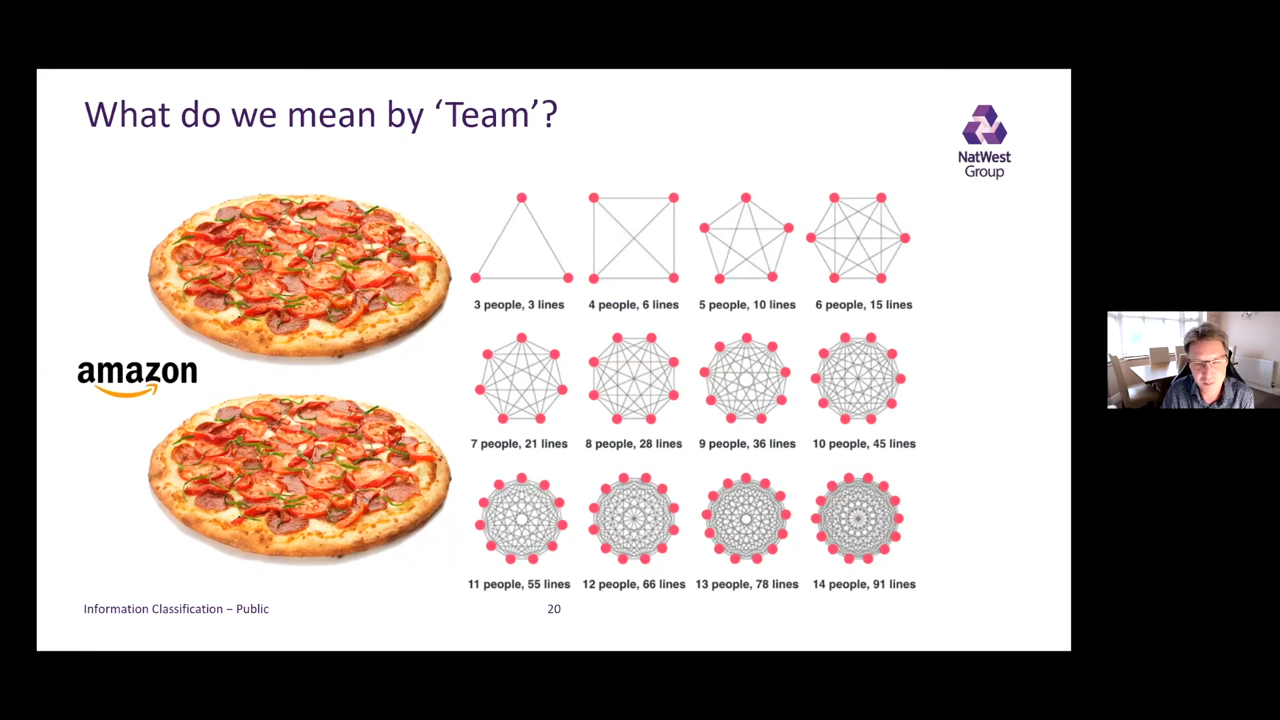 What do we mean by ‘Team’?
NatWest
Group
3 people, 3 lines
4 people, 6 lines
5 people, 10 lines
6 people, 15 lines
amazon
7 people, 21 lines
8 people, 28 lines
9 people, 36 lines
10 people, 45 lines
11 people, 55 lines
12 people, 66 lines
13 people, 78 lines
14 people, 91 lines
Information Classification – Public
20